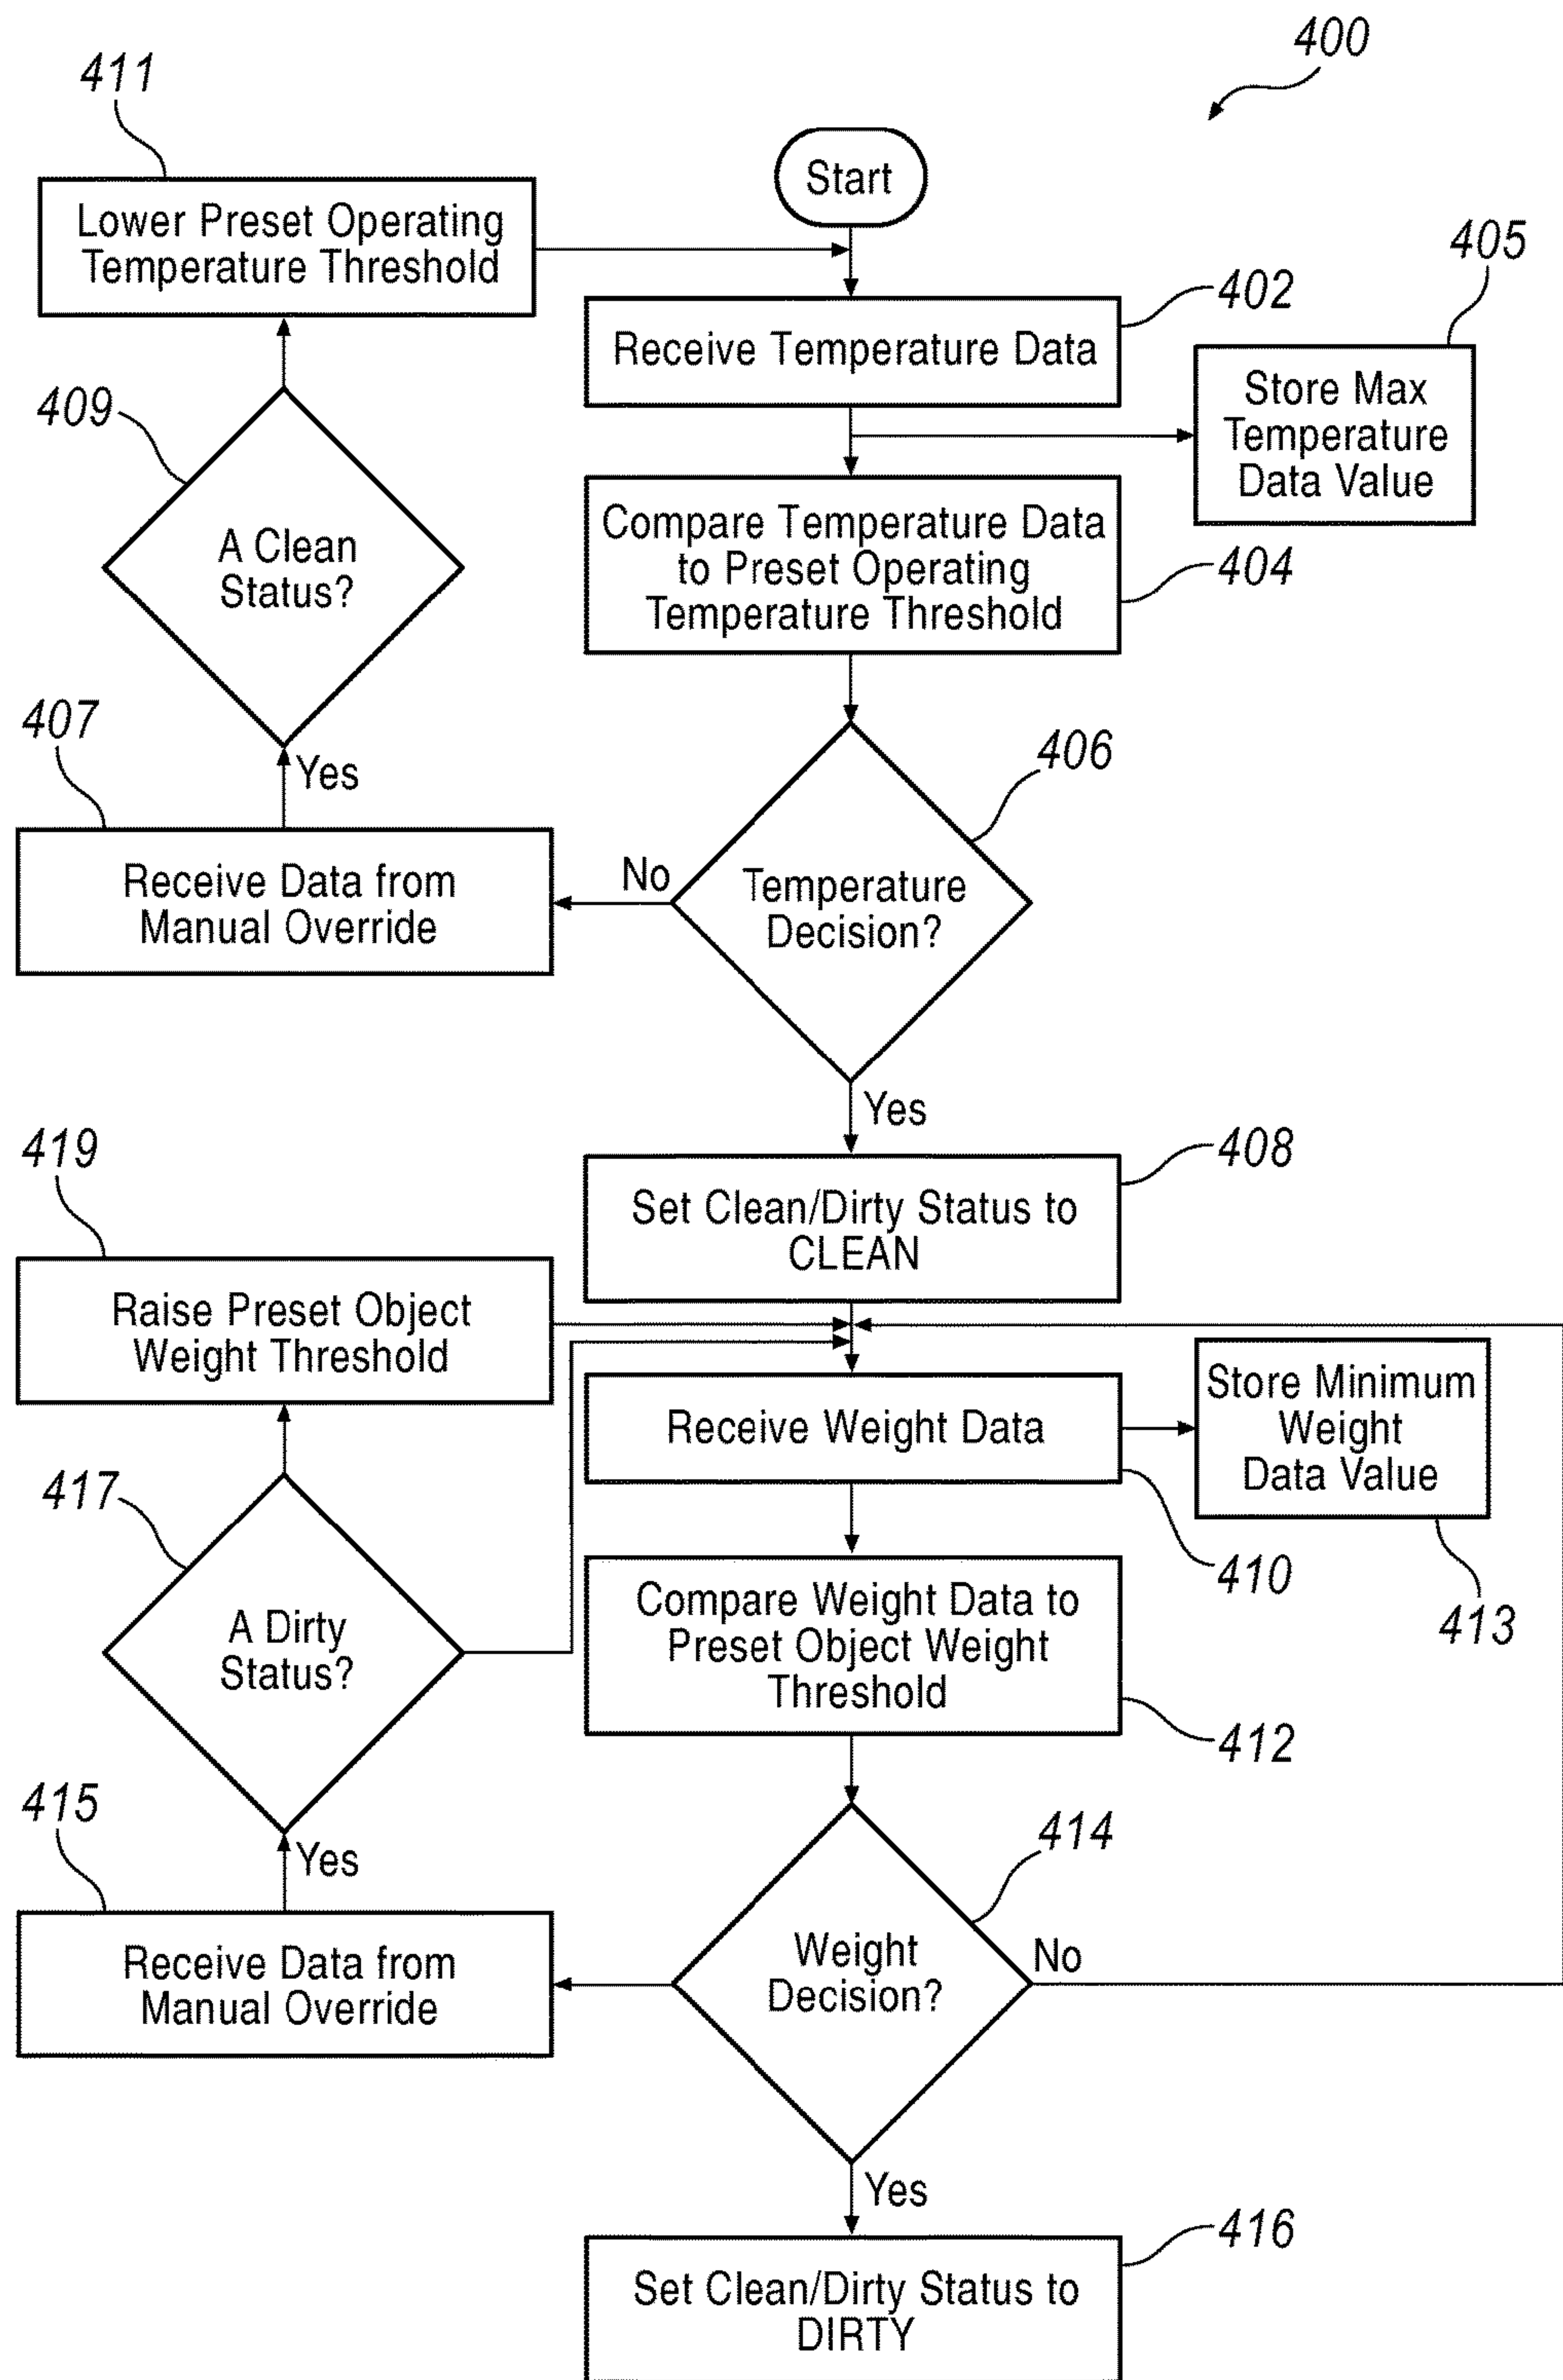 400
411
Start
Lower Preset Operating
Temperature Threshold
405
402
Receive Temperature Data
Store Max
Temperature
Data Value
409
A Clean
Status?
Compare Temperature Data
to Preset Operating
Temperature Threshold
404
407
Yes
406
Receive Data from
Manual Override
No
Temperature
Decision?
Yes
419
408
Set Clean/Dirty Status to
CLEAN
Raise Preset Object
Weight Threshold
Receive Weight Data
Store Minimum
Weight
Data Value
417
410
413
A Dirty
Status?
Compare Weight Data to
Preset Object Weight
Threshold
412
415
Yes
414
Receive Data from
Manual Override
Weight
Decision?
No
Yes
416
Set Clean/Dirty Status to
DIRTY